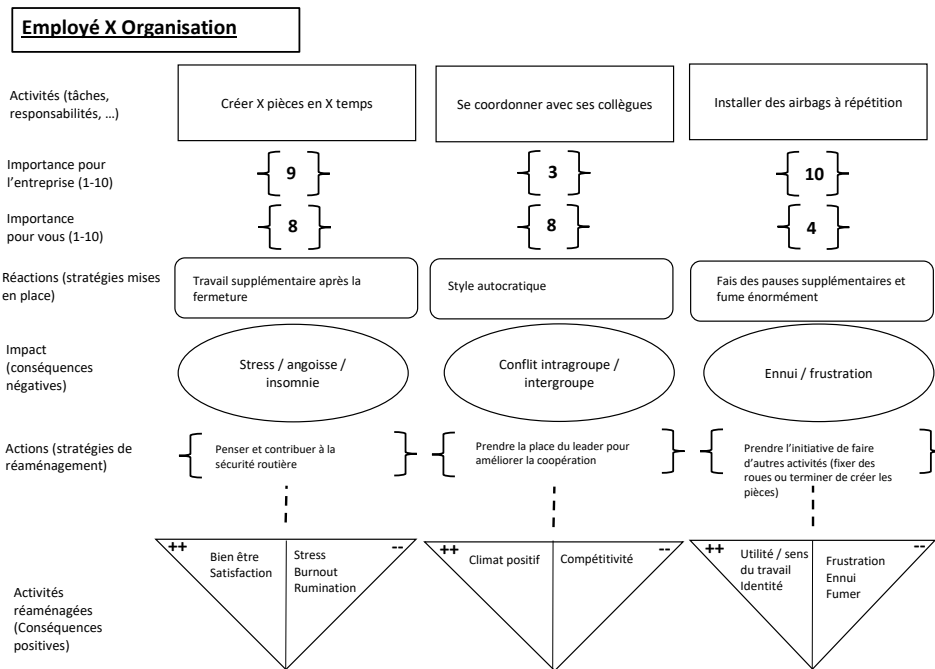 Employé X Organisation
Activités (tâches,
responsabilités, ...)
Créer X pièces en X temps
Se coordonner avec ses collègues
Installer des airbags à répétition
Importance pour
l'entreprise (1-10)
9
3
10
Importance
pour vous (1-10)
8
8
4
Réactions (stratégies mises
en place)
Travail supplémentaire après la
fermeture
Style autocratique
Fais des pauses supplémentaires et
fume énormément
Impact
(conséquences
négatives)
Stress / angoisse /
insomnie
Conflit intragroupe /
intergroupe
Ennui / frustration
Actions (stratégies de
réaménagement)
Penser et contribuer à la
sécurité routière
Prendre la place du leader pour
améliorer la coopération
Prendre l'initiative de faire
d'autres activités (fixer des
roues ou terminer de créer les
pièces)
Activités
réaménagées
(Conséquences
positives)
++
Bien être
Satisfaction
Stress
Burnout
Rumination
--
++
Climat positif
Compétitivité
--
++
Utilité / sens
du travail
Identité
Frustration
Ennui
Fumer
--